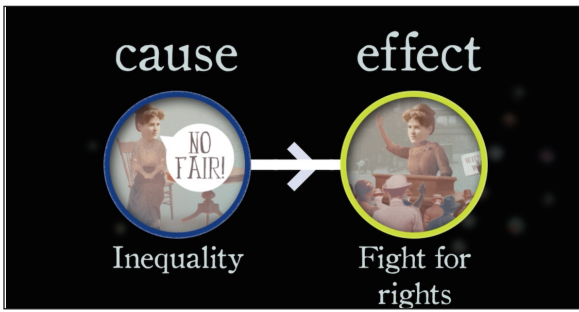 cause
effect
NO
FAIR!
Inequality
Fight for
rights